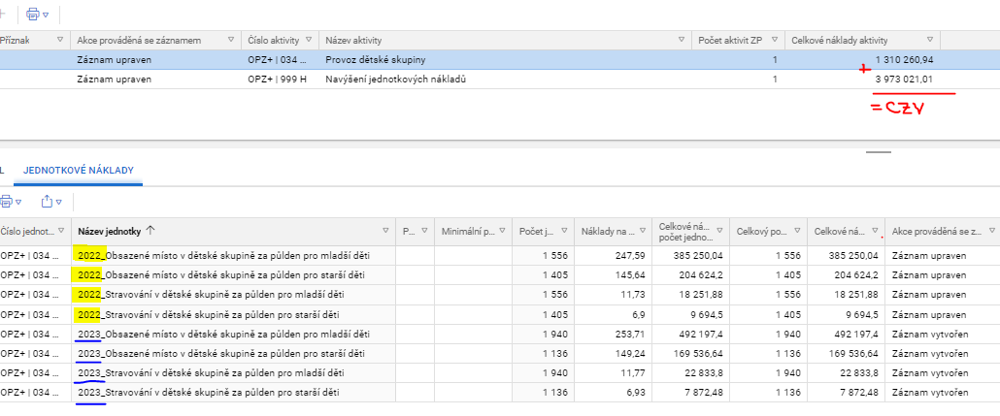 Příznak Akce prováděná se záznamem Číslo aktivity Název aktivity Počet aktivit ZP Celkové náklady aktivity
Záznam upraven OPZ+ | 034 ... Provoz dětské skupiny 1 1 310 260,94
+
Záznam upraven OPZ+ | 999 H Navýšení jednotkových nákladů 1 3 973 021,01
= CZV
L JEDNOTKOVÉ NÁKLADY
Číslo jednot... Název jednotky P... Minimální p... Počet j... Náklady na ... Celkové ná... počet jedno... Celkový po... Celkové ná... Akce prováděná se z...
OPZ+ | 034 ... 2022_Obsazené místo v dětské skupině za půlden pro mladší děti 1 556 247,59 385 250,04 1 556 385 250,04 Záznam upraven
OPZ+ | 034 ... 2022_Obsazené místo v dětské skupině za půlden pro starší děti 1 405 145,64 204 624,2 1 405 204 624,2 Záznam upraven
OPZ+ | 034 ... 2022_Stravování v dětské skupině za půlden pro mladší děti 1 556 11,73 18 251,88 1 556 18 251,88 Záznam upraven
OPZ+ | 034 ... 2022_Stravování v dětské skupině za půlden pro starší děti 1 405 6,9 9 694,5 1 405 9 694,5 Záznam upraven
OPZ+ | 034 ... 2023_Obsazené místo v dětské skupině za půlden pro mladší děti 1 940 253,71 492 197,4 1 940 492 197,4 Záznam vytvořen
OPZ+ | 034 ... 2023_Obsazené místo v dětské skupině za půlden pro starší děti 1 136 149,24 169 536,64 1 136 169 536,64 Záznam vytvořen
OPZ+ | 034 ... 2023_Stravování v dětské skupině za půlden pro mladší děti 1 940 11,77 22 833,8 1 940 22 833,8 Záznam vytvořen
OPZ+ | 034 ... 2023_Stravování v dětské skupině za půlden pro starší děti 1 136 6,93 7 872,48 1 136 7 872,48 Záznam vytvořen